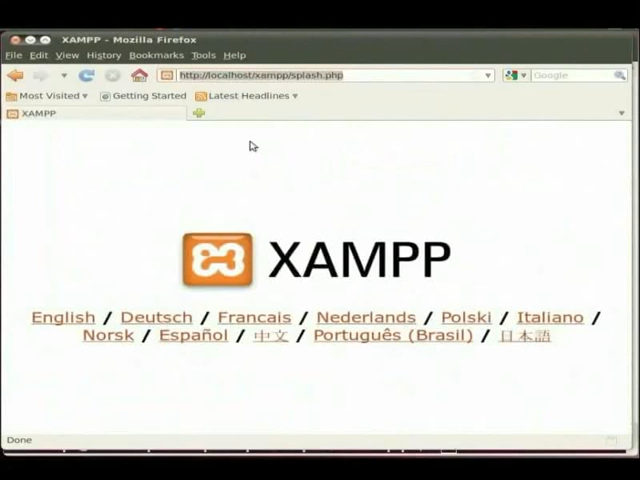 XAMPP - Mozilla Firefox
File Edit View History Bookmarks Tools Help
http://localhost/xampp/splash.php
Google
Most Visited Getting Started Latest Headlines
XAMPP
XAMPP
English / Deutsch / Francais / Nederlands / Polski / Italiano /
Norsk / Español / 中文 / Português (Brasil) / 日本語
Done